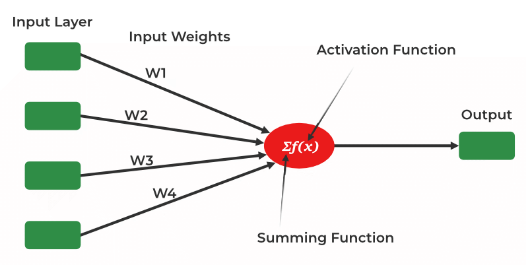 Input Layer
Input Weights
Activation Function
W1
W2
Output
Σf(x)
W3
W4
Summing Function